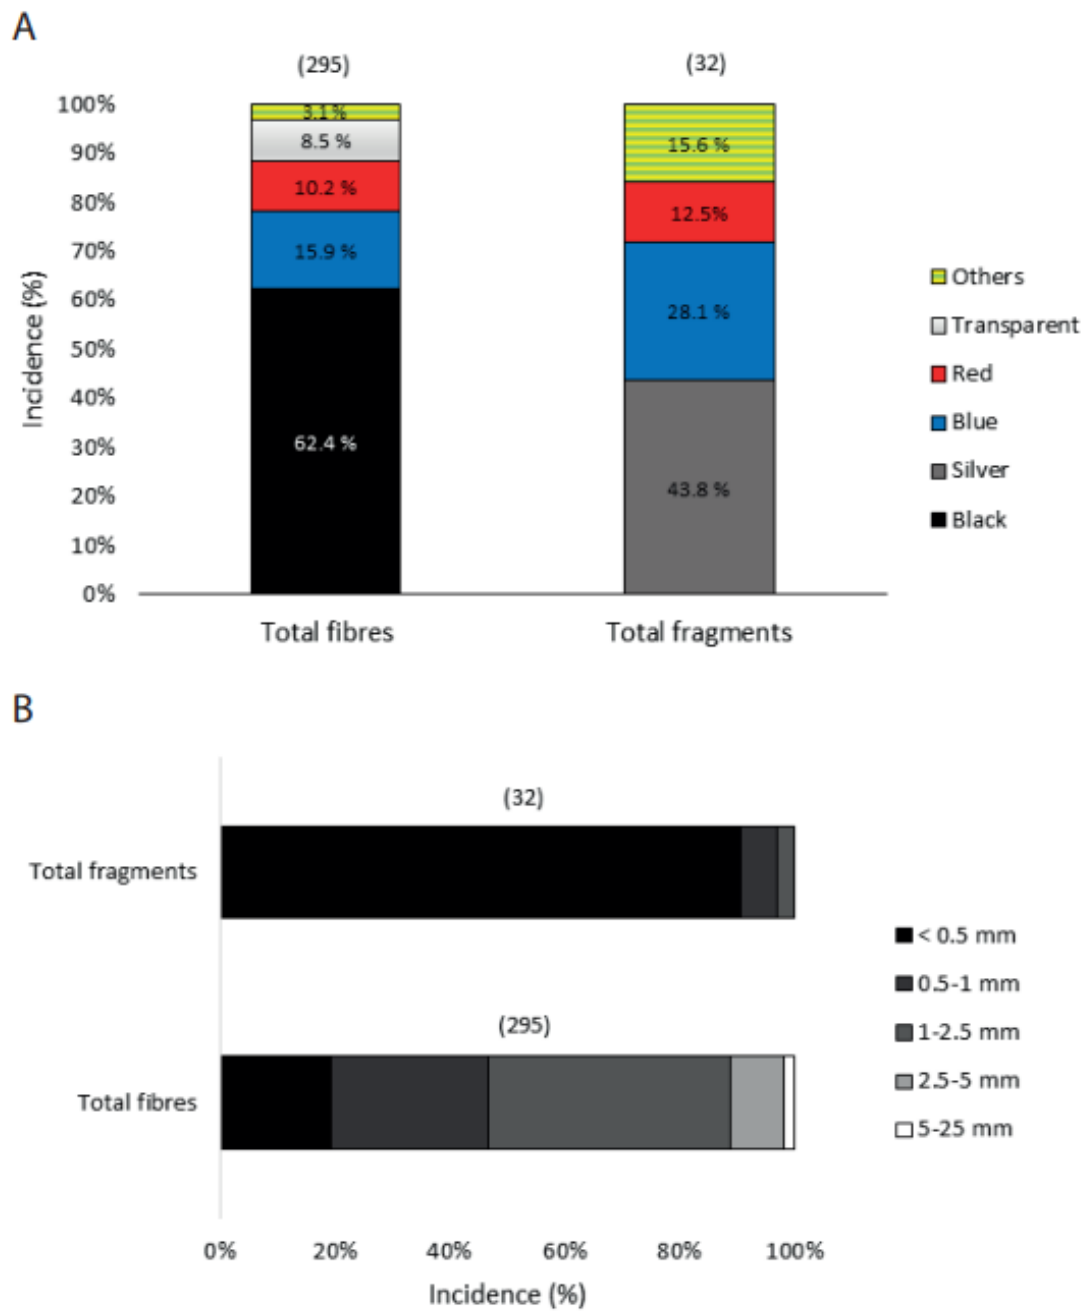 A
(295)
(32)
100%
90%
80%
70%
60%
50%
40%
30%
20%
10%
0%
Incidence (%)
3.1 %
8.5 %
10.2 %
15.9 %
62.4 %
15.6 %
12.5%
28.1 %
43.8 %
Others
Transparent
Red
Blue
Silver
Black
Total fibres
Total fragments
B
(32)
Total fragments
(295)
Total fibres
< 0.5 mm
0.5-1 mm
1-2.5 mm
2.5-5 mm
5-25 mm
0%
20%
40%
60%
80%
100%
Incidence (%)